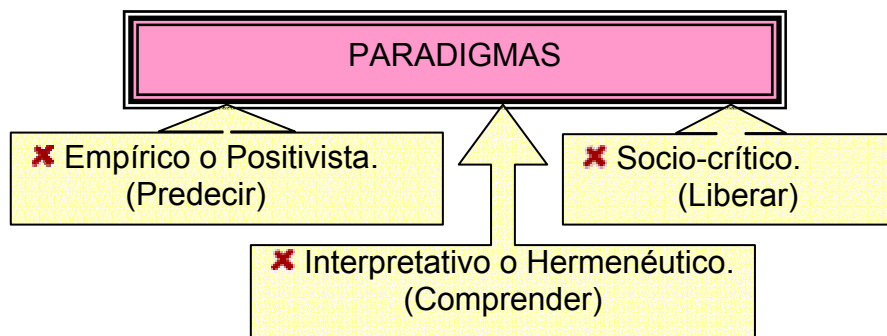 PARADIGMAS
Empírico o Positivista.
(Predecir)
Socio-crítico.
(Liberar)
Interpretativo o Hermenéutico.
(Comprender)